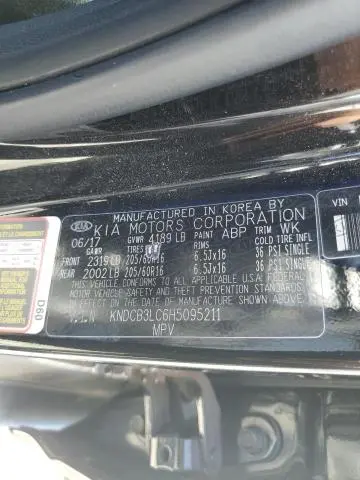 MANUFACTURED IN KOREA BY
KIA KIA MOTORS CORPORATION
06/17 GVWR 4189 LB PAINT ABP TRIM WK
GAWR TIRES RIMS COLD TIRE INFL
FRONT 2319 LB 205/60R16 6.5Jx16 36 PSI SINGLE
REAR 2002 LB 205/60R16 6.5Jx16 36 PSI SINGLE
THIS VEHICLE CONFORMS TO ALL APPLICABLE U.S.A FEDERAL
MOTOR VEHICLE SAFETY AND THEFT PREVENTION STANDARDS
IN EFFECT ON THE DATE OF MANUFACTURE SHOWN ABOVE.
V.I.N KNDCB3LC6H5095211
MPV
D60
VIN